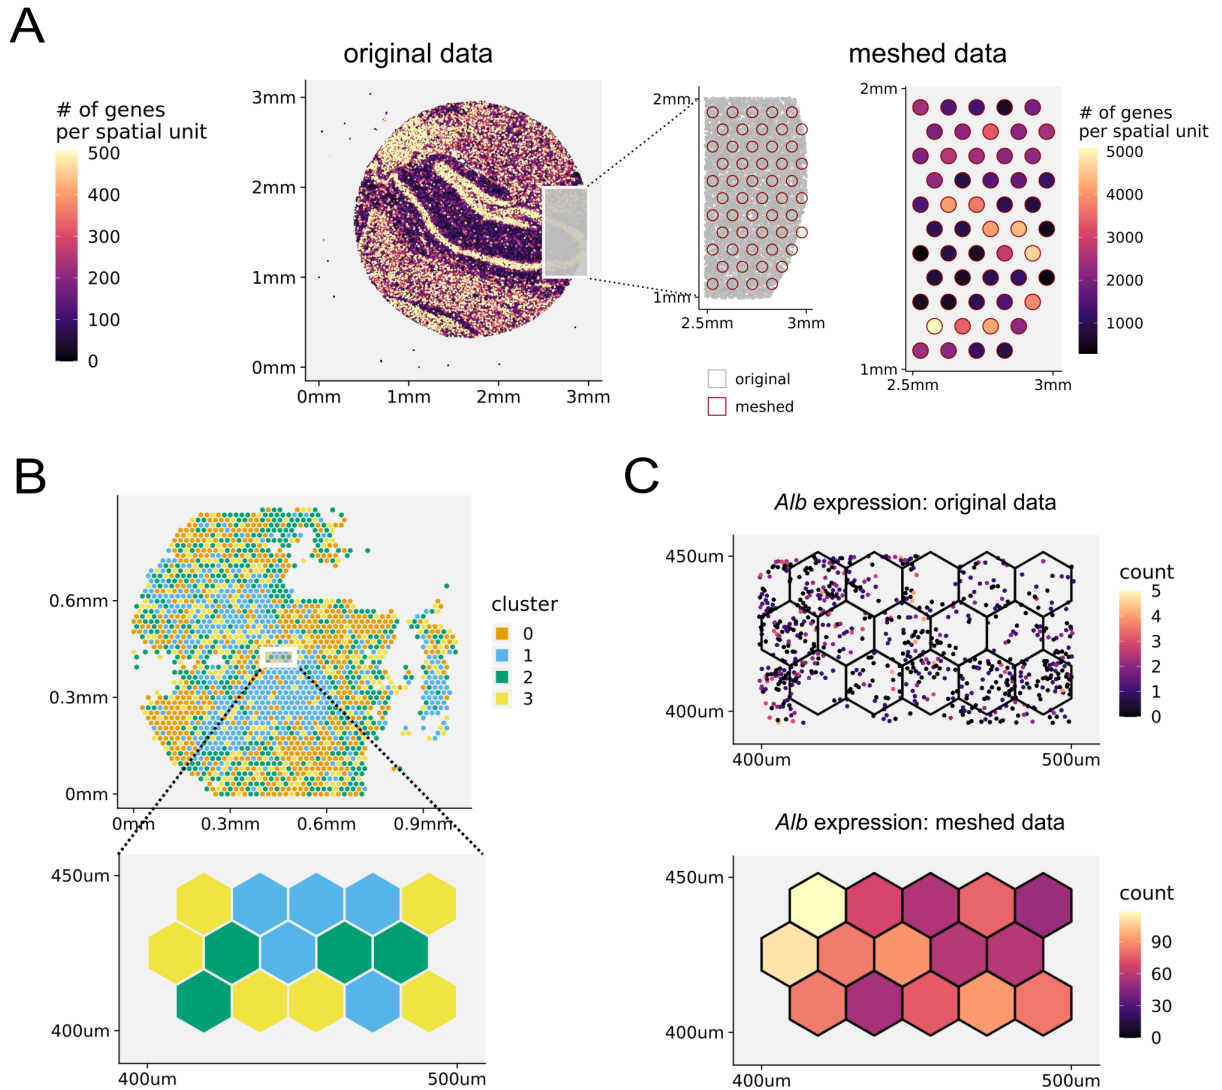 A
original data
meshed data
# of genes
per spatial unit
500
400
300
200
100
0
3mm
2mm
1mm
0mm
0mm
1mm
2mm
3mm
2mm
1mm
2.5mm
3mm
original
meshed
2mm
1mm
2.5mm
3mm
# of genes
per spatial unit
5000
4000
3000
2000
1000
B
0.6mm
0.3mm
0mm
0mm
0.3mm
0.6mm
0.9mm
cluster
0
1
2
3
450um
400um
400um
500um
C
Alb expression: original data
450um
400um
400um
500um
count
5
4
3
2
1
0
Alb expression: meshed data
450um
400um
400um
500um
count
90
60
30
0